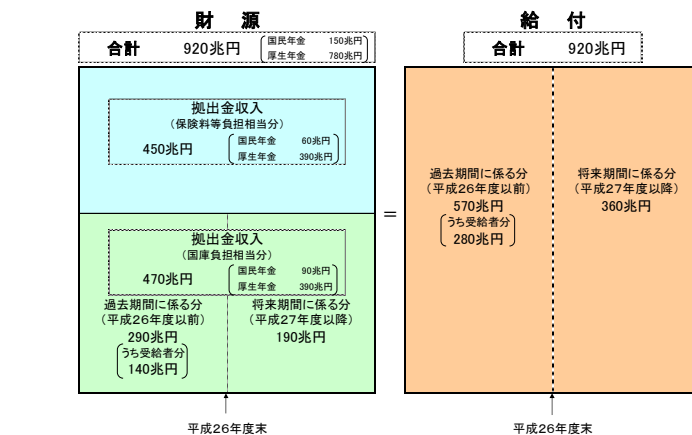 財　源
合計 920兆円 国民年金 150兆円
厚生年金 780兆円
拠出金収入
（保険料等負担相当分）
450兆円 国民年金 60兆円
厚生年金 390兆円
拠出金収入
（国庫負担相当分）
470兆円 国民年金 90兆円
厚生年金 390兆円
過去期間に係る分
（平成26年度以前）
290兆円
うち受給者分
140兆円
将来期間に係る分
（平成27年度以降）
190兆円
平成26年度末
＝
給　付
合計 920兆円
過去期間に係る分
（平成26年度以前）
570兆円
うち受給者分
280兆円
将来期間に係る分
（平成27年度以降）
360兆円
平成26年度末